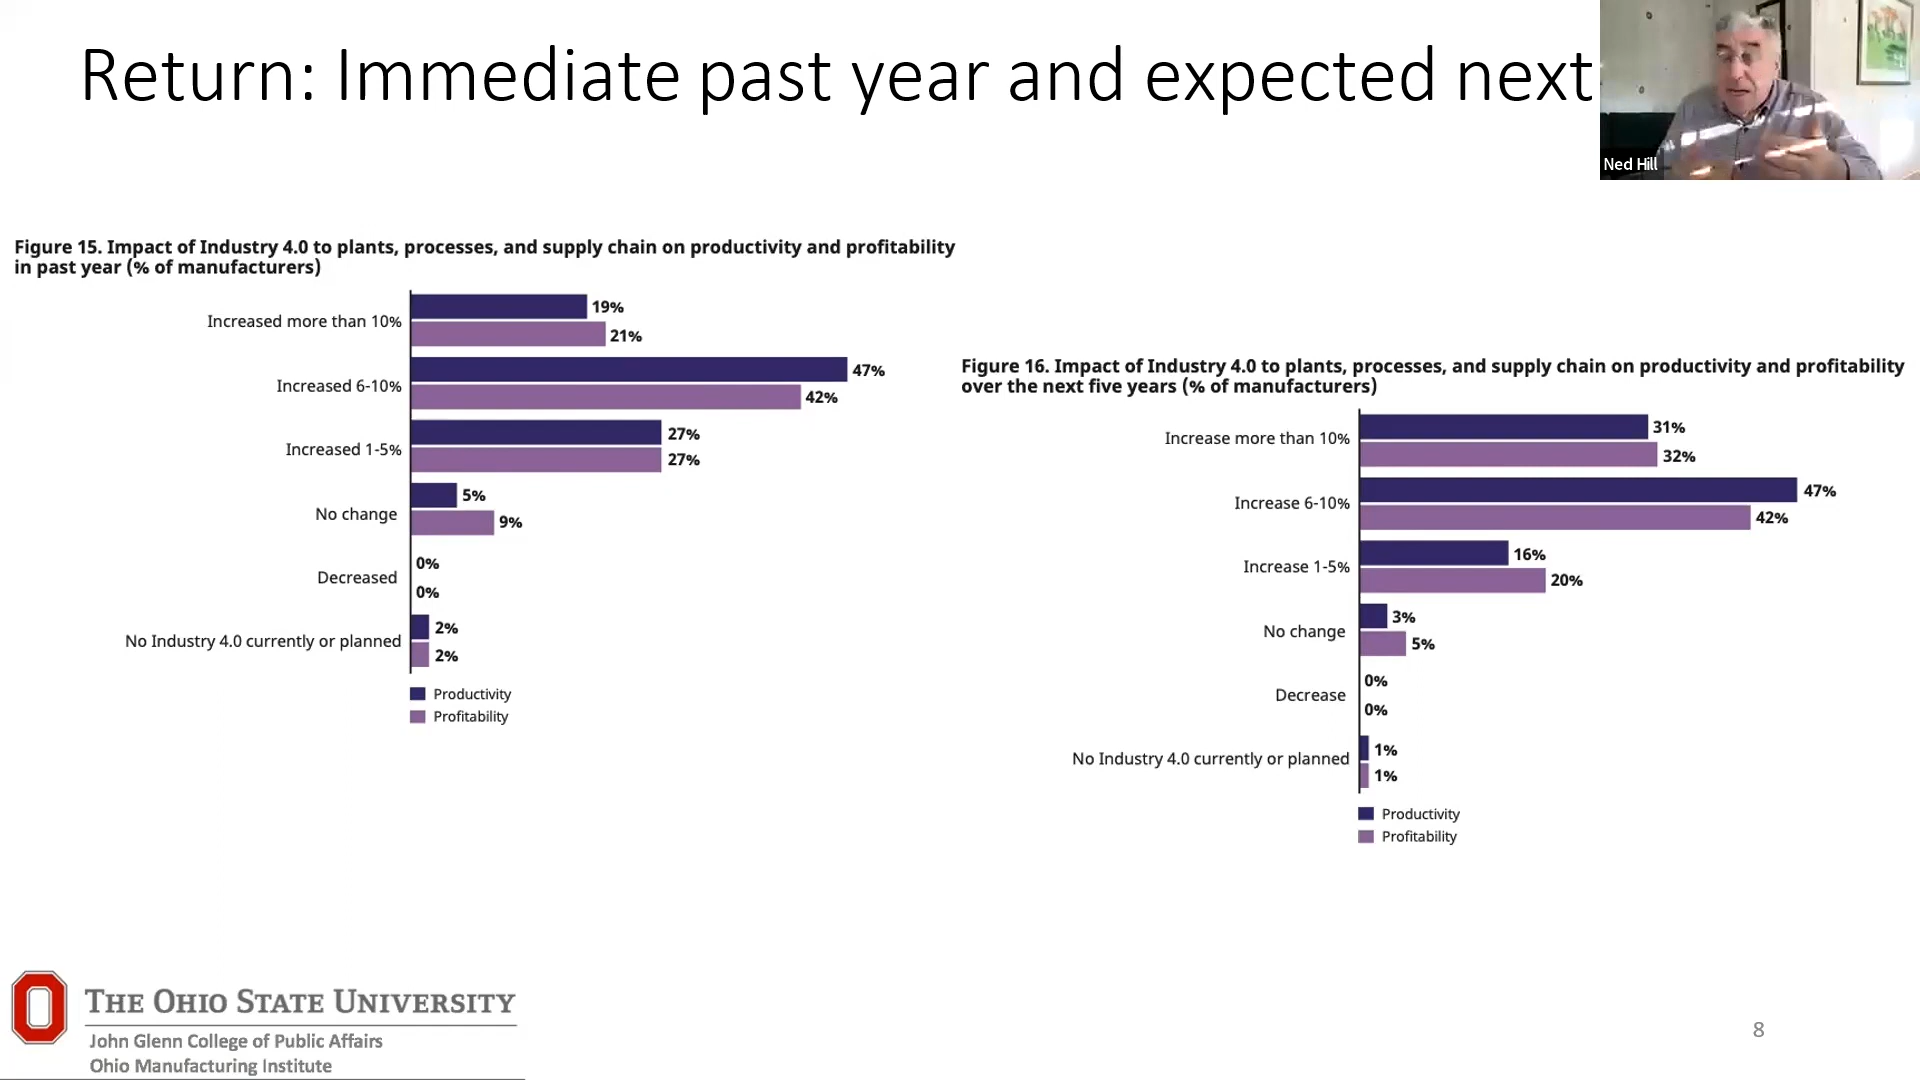 Return: Immediate past year and expected next
Ned Hill
Figure 15. Impact of Industry 4.0 to plants, processes, and supply chain on productivity and profitability
in past year (% of manufacturers)
Increased more than 10%
19%
21%
Increased 6-10%
47%
42%
Increased 1-5%
27%
27%
No change
5%
9%
Decreased
0%
0%
No Industry 4.0 currently or planned
2%
2%
Productivity
Profitability
Figure 16. Impact of Industry 4.0 to plants, processes, and supply chain on productivity and profitability
over the next five years (% of manufacturers)
Increase more than 10%
31%
32%
Increase 6-10%
47%
42%
Increase 1-5%
16%
20%
No change
3%
5%
Decrease
0%
0%
No Industry 4.0 currently or planned
1%
1%
Productivity
Profitability
THE OHIO STATE UNIVERSITY
John Glenn College of Public Affairs
Ohio Manufacturing Institute
8